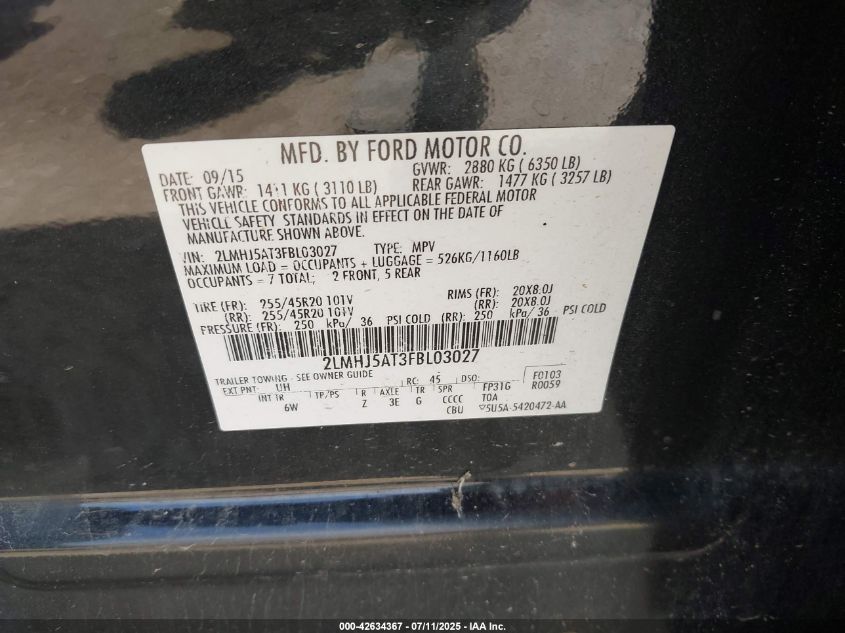 MFD. BY FORD MOTOR CO.
DATE: 09/15 GVWR: 2880 KG ( 6350 LB)
FRONT GAWR: 1411 KG ( 3110 LB) REAR GAWR: 1477 KG ( 3257 LB)
THIS VEHICLE CONFORMS TO ALL APPLICABLE FEDERAL MOTOR
VEHICLE SAFETY STANDARDS IN EFFECT ON THE DATE OF
MANUFACTURE SHOWN ABOVE.
VIN: 2LMHJ5AT3FBL03027 TYPE: MPV
MAXIMUM LOAD = OCCUPANTS + LUGGAGE = 526KG/1160LB
OCCUPANTS = 7 TOTAL; 2 FRONT, 5 REAR
TIRE (FR): 255/45R20 101V RIMS (FR): 20X8.0J
(RR): 255/45R20 101V (RR): 20X8.0J
PRESSURE (FR): 250 kPa/ 36 PSI COLD (RR): 250 kPa/ 36 PSI COLD
2LMHJ5AT3FBL03027
TRAILER TOWING - SEE OWNER GUIDE F0103
EXT PNT: UH RC: 45 DSO: R0059
INT TR TP/PS R AXLE TR SPR FP31G
6W Z 3E G CCCC TOA
CBU 5U5A-5420472-AA
000-42634367 - 07/11/2025 - IAA Inc.